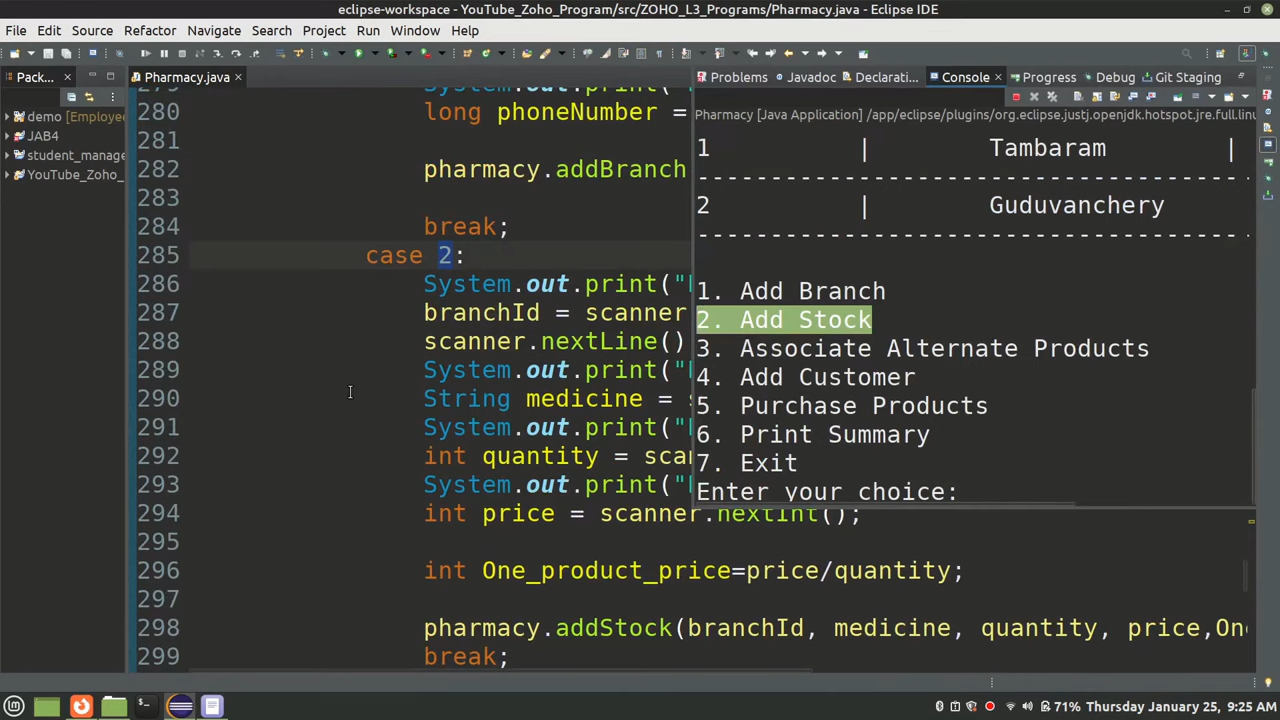 eclipse-workspace - YouTube_Zoho_Program/src/ZOHO_L3_Programs/Pharmacy.java - Eclipse IDE
File Edit Source Refactor Navigate Search Project Run Window Help
Pack...
demo [Employee
JAB4
student_manage
YouTube_Zoho_
Pharmacy.java
279 System.out.print("
280 long phoneNumber =
281
282 pharmacy.addBranch
283
284 break;
285 case 2:
286 System.out.print("
287 branchId = scanner
288 scanner.nextLine()
289 System.out.print("
290 String medicine =
291 System.out.print("
292 int quantity = sca
293 System.out.print("
294 int price = scanner.nextInt();
295
296 int One_product_price=price/quantity;
297
298 pharmacy.addStock(branchId, medicine, quantity, price,On
299 break;
Problems Javadoc Declarati... Console Progress Debug Git Staging
Pharmacy [Java Application] /app/eclipse/plugins/org.eclipse.justj.openjdk.hotspot.jre.full.linu
1 | Tambaram |
- - - - - - - - - - - - - - - - - - - - - - - - - - - - - - - - - - - - - -
2 | Guduvanchery
- - - - - - - - - - - - - - - - - - - - - - - - - - - - - - - - - - - - - -
1. Add Branch
2. Add Stock
3. Associate Alternate Products
4. Add Customer
5. Purchase Products
6. Print Summary
7. Exit
Enter your choice:
71% Thursday January 25, 9:25 AM